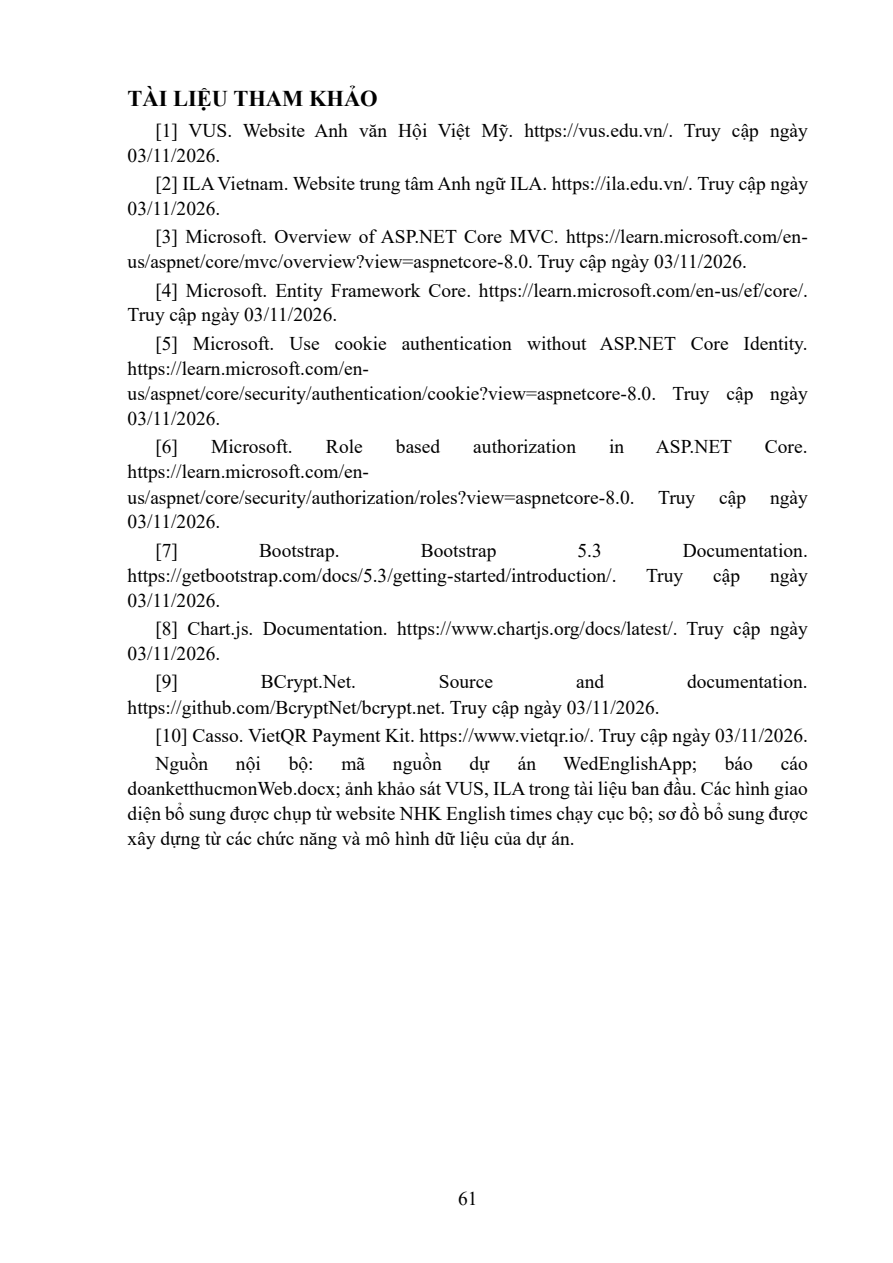 TÀI LIỆU THAM KHẢO
[1] VUS. Website Anh văn Hội Việt Mỹ. https://vus.edu.vn/. Truy cập ngày
03/11/2026.
[2] ILA Vietnam. Website trung tâm Anh ngữ ILA. https://ila.edu.vn/. Truy cập ngày
03/11/2026.
[3] Microsoft. Overview of ASP.NET Core MVC. https://learn.microsoft.com/en-
us/aspnet/core/mvc/overview?view=aspnetcore-8.0. Truy cập ngày 03/11/2026.
[4] Microsoft. Entity Framework Core. https://learn.microsoft.com/en-us/ef/core/.
Truy cập ngày 03/11/2026.
[5] Microsoft. Use cookie authentication without ASP.NET Core Identity.
https://learn.microsoft.com/en-
us/aspnet/core/security/authentication/cookie?view=aspnetcore-8.0. Truy cập ngày
03/11/2026.
[6] Microsoft. Role based authorization in ASP.NET Core.
https://learn.microsoft.com/en-
us/aspnet/core/security/authorization/roles?view=aspnetcore-8.0. Truy cập ngày
03/11/2026.
[7] Bootstrap. Bootstrap 5.3 Documentation.
https://getbootstrap.com/docs/5.3/getting-started/introduction/. Truy cập ngày
03/11/2026.
[8] Chart.js. Documentation. https://www.chartjs.org/docs/latest/. Truy cập ngày
03/11/2026.
[9] BCrypt.Net. Source and documentation.
https://github.com/BcryptNet/bcrypt.net. Truy cập ngày 03/11/2026.
[10] Casso. VietQR Payment Kit. https://www.vietqr.io/. Truy cập ngày 03/11/2026.
Nguồn nội bộ: mã nguồn dự án WedEnglishApp; báo cáo
doanketthucmonWeb.docx; ảnh khảo sát VUS, ILA trong tài liệu ban đầu. Các hình giao
diện bổ sung được chụp từ website NHK English times chạy cục bộ; sơ đồ bổ sung được
xây dựng từ các chức năng và mô hình dữ liệu của dự án.
61